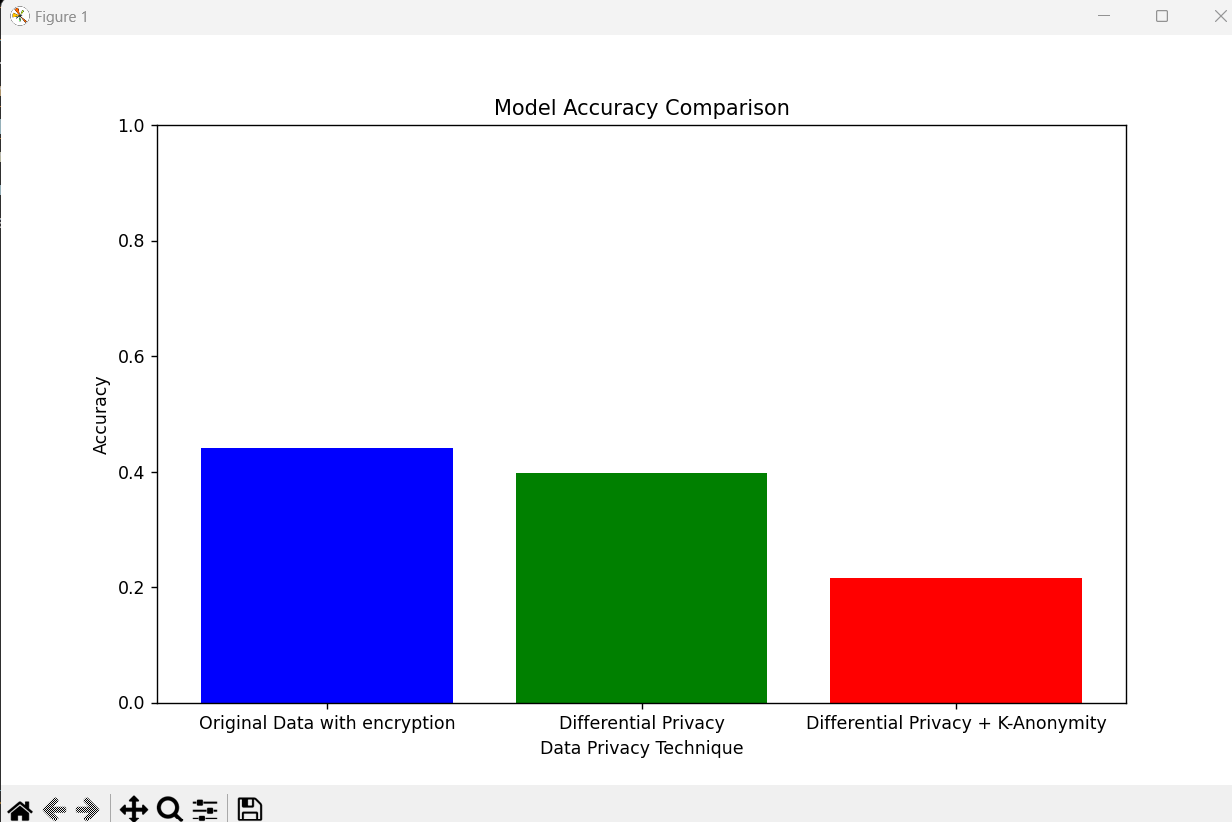 Figure 1
Model Accuracy Comparison
1.0
0.8
0.6
0.4
0.2
0.0
Accuracy
Original Data with encryption
Differential Privacy
Differential Privacy + K-Anonymity
Data Privacy Technique